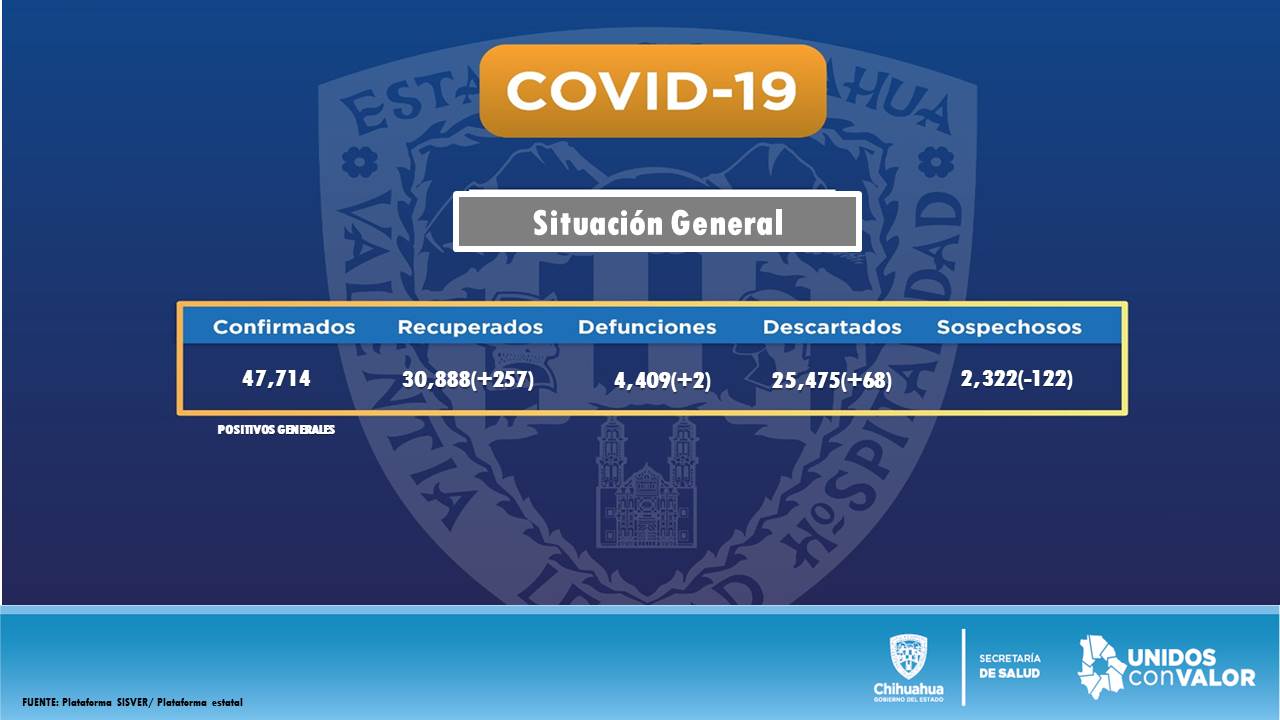 COVID-19
Situación General
Confirmados Recuperados Defunciones Descartados Sospechosos
47,714 30,888(+257) 4,409(+2) 25,475(+68) 2,322(-122)
POSITIVOS GENERALES
FUENTE: Plataforma SISVER/ Plataforma estatal
Chihuahua
GOBIERNO DEL ESTADO
SECRETARÍA
DE SALUD
UNIDOS
conVALOR